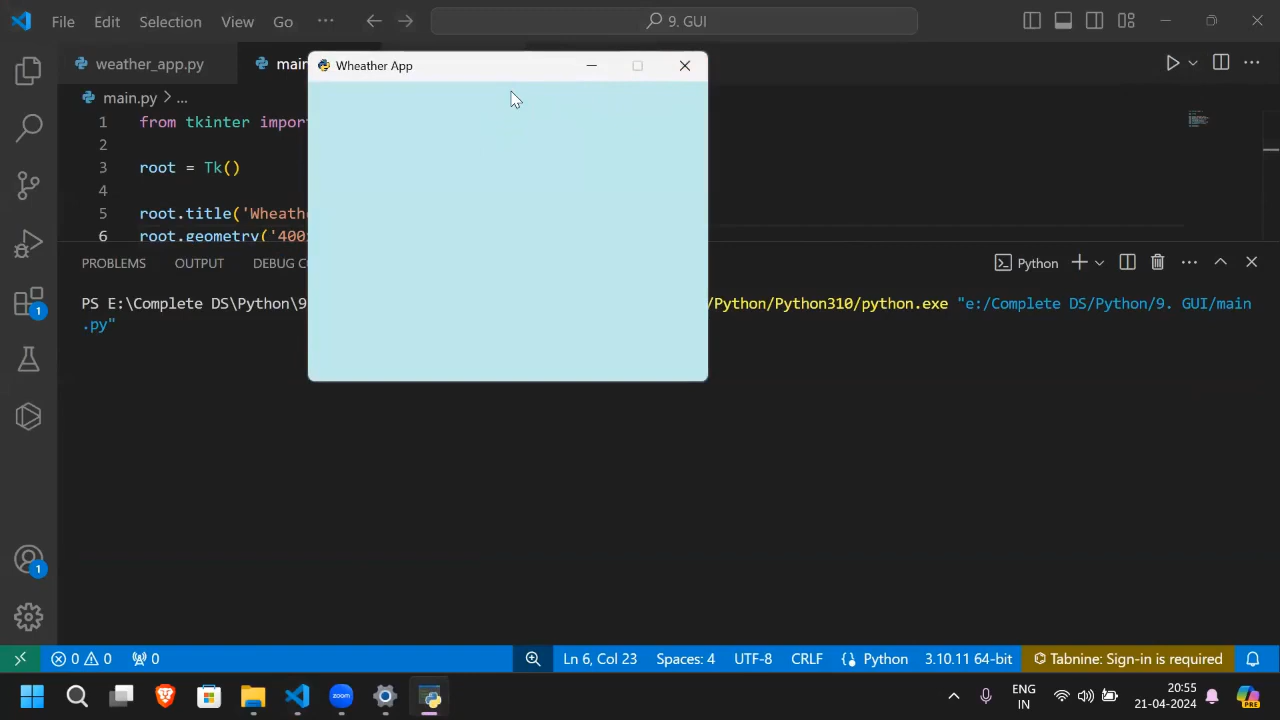 File Edit Selection View Go ··· 9. GUI
weather_app.py main
Wheather App
main.py > ...
1 from tkinter import
2
3 root = Tk()
4
5 root.title('Wheath
6 root.geometry('400
PROBLEMS OUTPUT DEBUG C Python
PS E:\Complete DS\Python\9 /Python/Python310/python.exe "e:/Complete DS/Python/9. GUI/main
.py"
1
1
0 0 0 Ln 6, Col 23 Spaces: 4 UTF-8 CRLF {} Python 3.10.11 64-bit Tabnine: Sign-in is required
zoom ENG 20:55 PRE
IN 21-04-2024